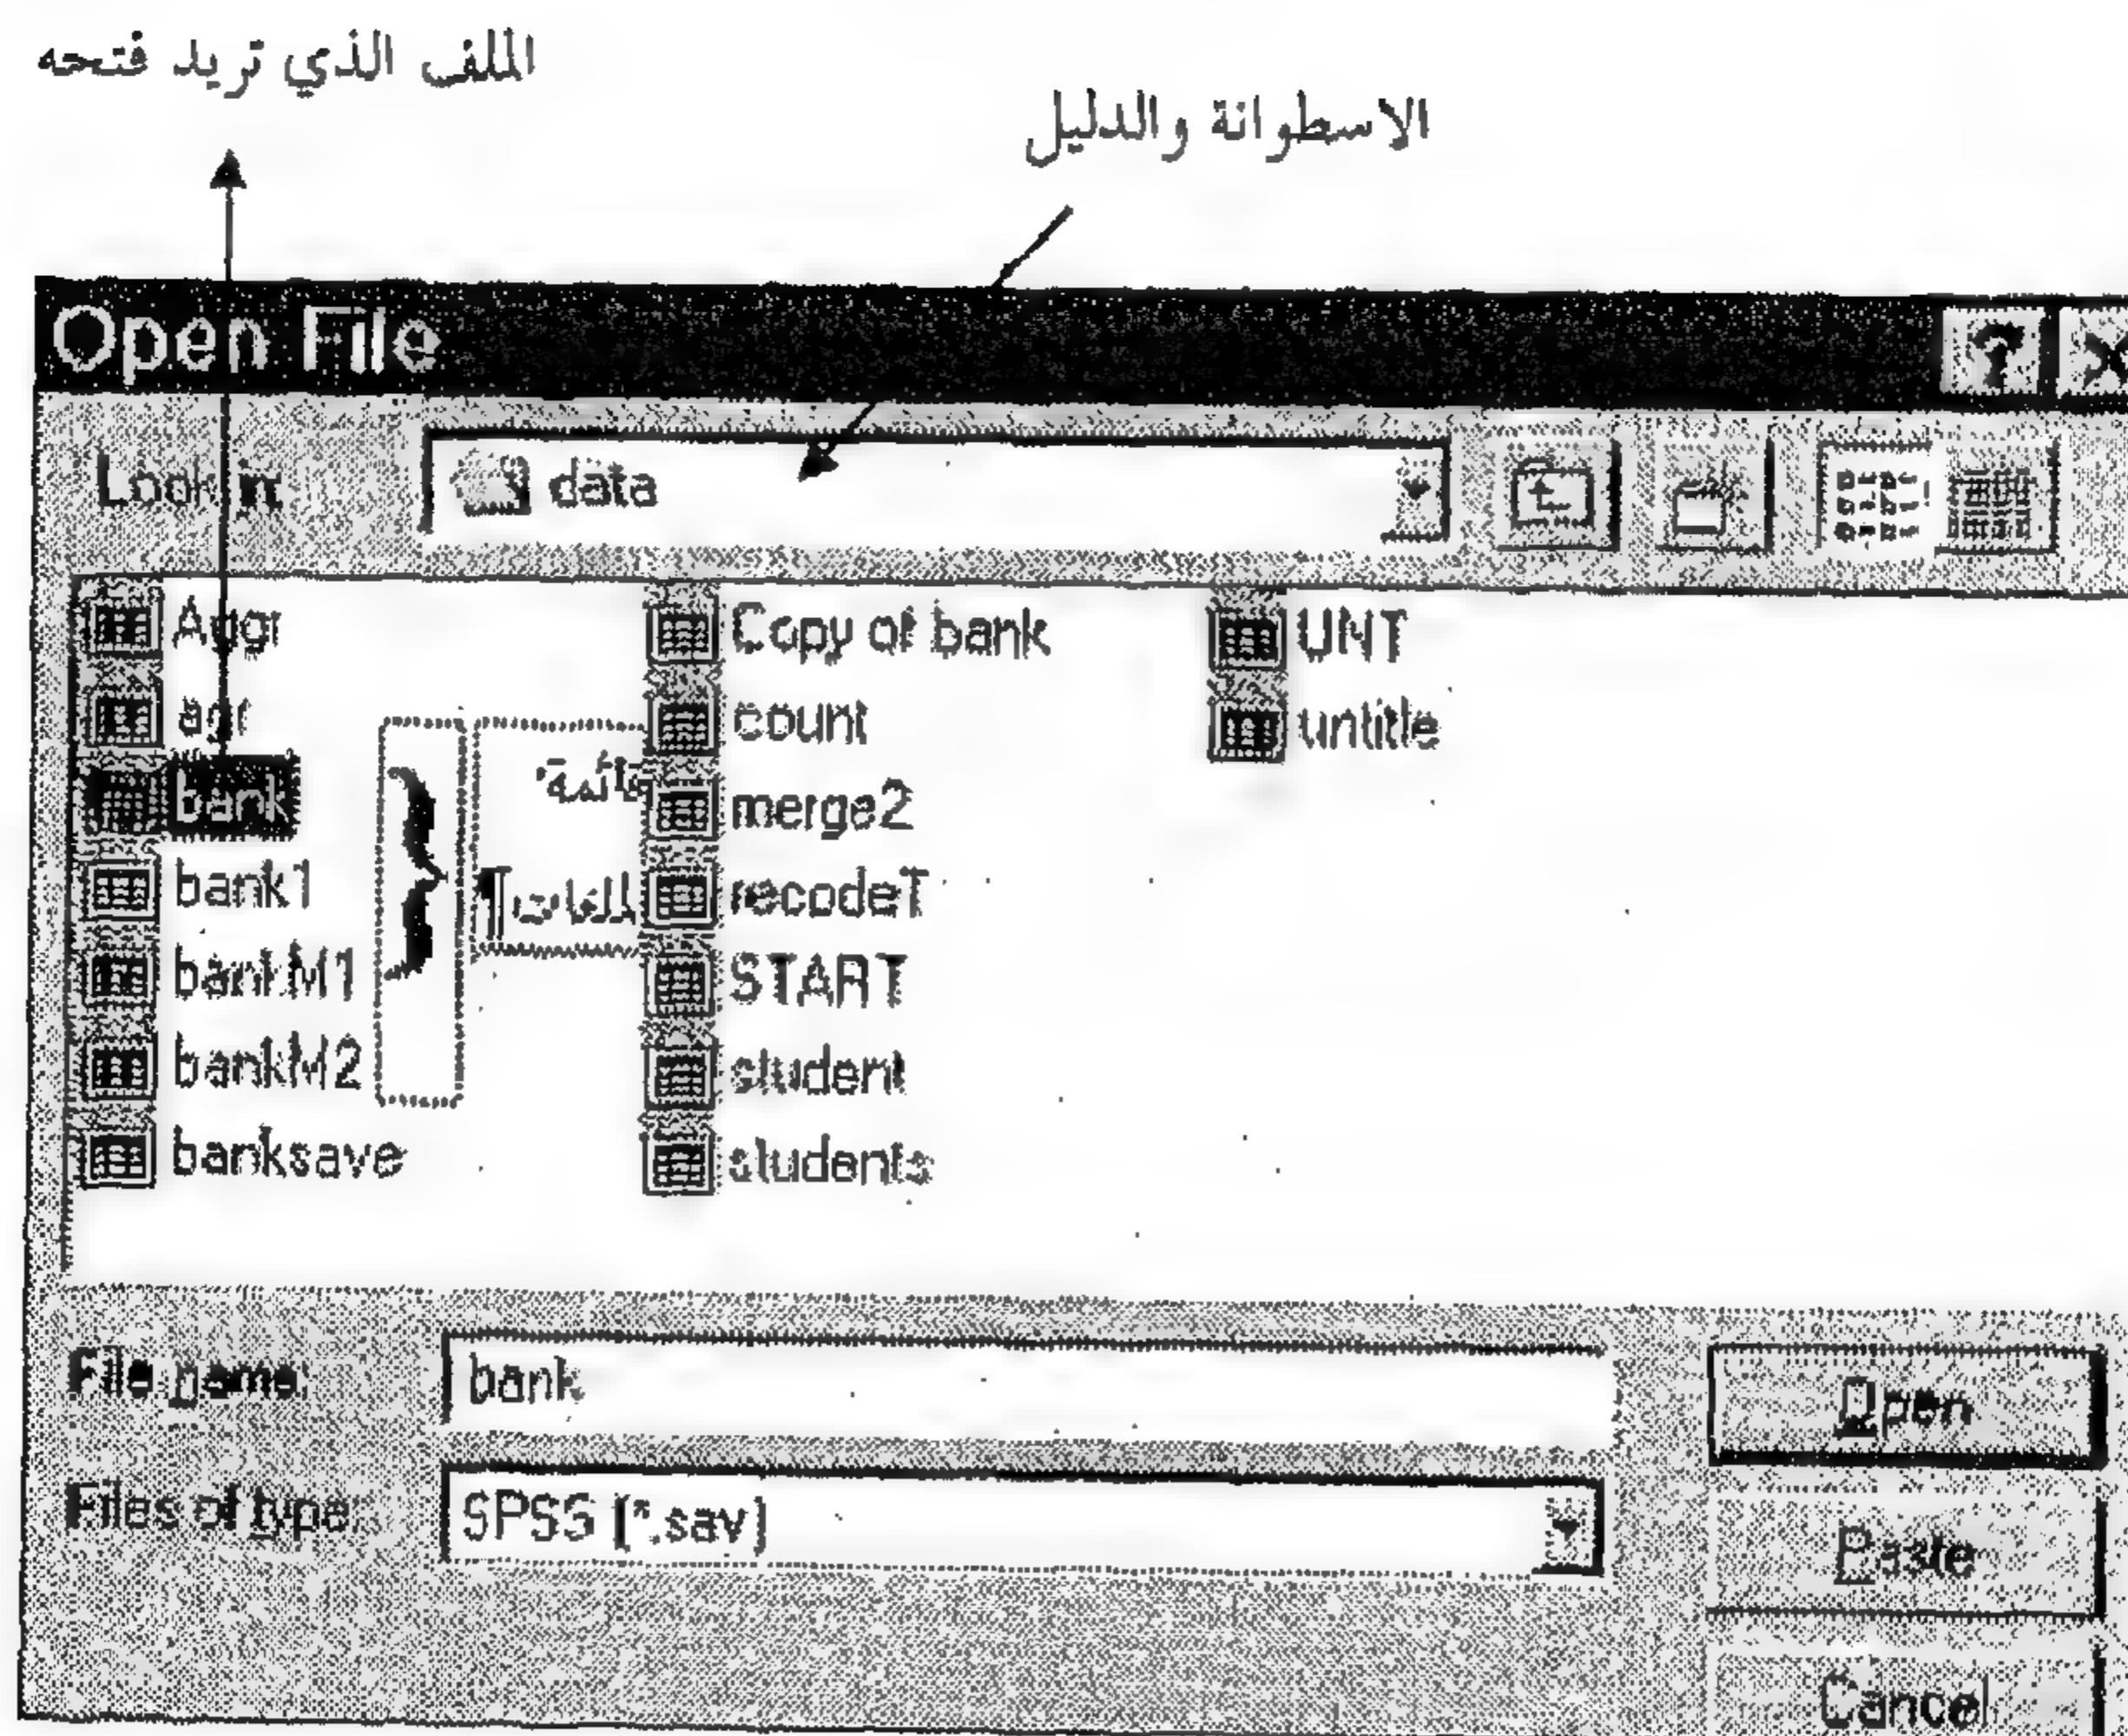 الملف الذي تريد فتحه
الاسطوانة والدليل
Open File
Look in
data
Aggr
agr
bank
bank1
bankM1
bankM2
banksave
قائمة
الملفات¶
Copy of bank
count
merge2
recodeT
START
student
students
UNT
untitle
File name:
bank
Open
Files of type:
SPSS (*.sav)
Paste
Cancel